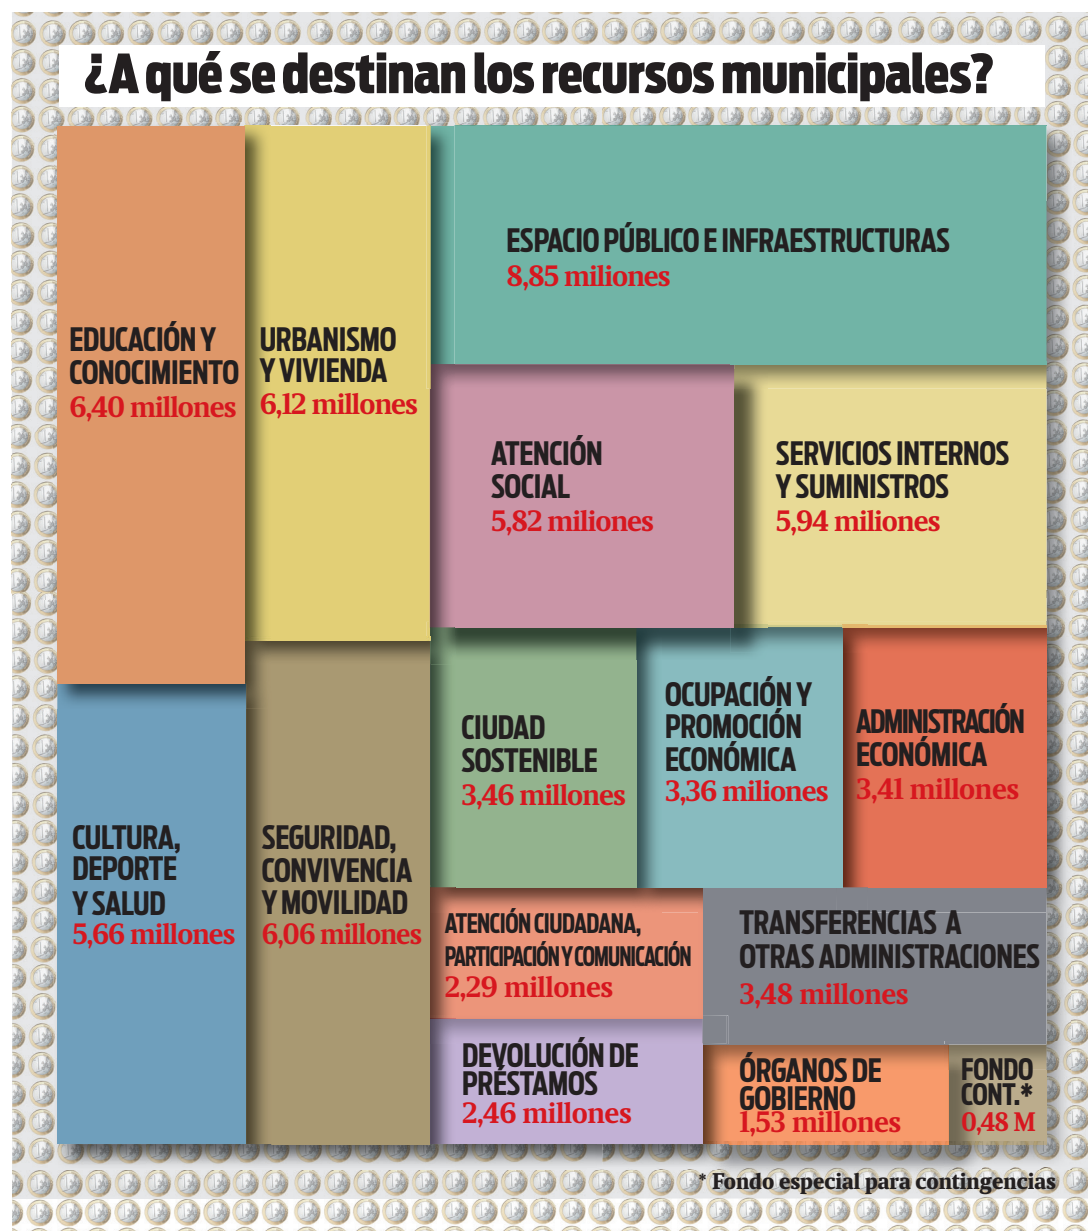 ¿A qué se destinan los recursos municipales?
ESPACIO PÚBLICO E INFRAESTRUCTURAS
8,85 miliones
EDUCACIÓN Y
CONOCIMIENTO
6,40 millones
URBANISMO
Y VIVIENDA
6,12 millones
ATENCIÓN
SOCIAL
5,82 miliones
SERVICIOS INTERNOS
Y SUMINISTROS
5,94 miliones
CIUDAD
SOSTENIBLE
3,46 millones
OCUPACIÓN Y
PROMOCIÓN
ECONÓMICA
3,36 miliones
ADMINISTRACIÓN
ECONÓMICA
3,41 millones
CULTURA,
DEPORTE
Y SALUD
5,66 millones
SEGURIDAD,
CONVIVENCIA
Y MOVILIDAD
6,06 millones
ATENCIÓN CIUDADANA,
PARTICIPACIÓN Y COMUNICACIÓN
2,29 millones
TRANSFERENCIAS A
OTRAS ADMINISTRACIONES
3,48 millones
DEVOLUCIÓN DE
PRÉSTAMOS
2,46 millones
ÓRGANOS DE
GOBIERNO
1,53 millones
FONDO
CONT.*
0,48 M
* Fondo especial para contingencias